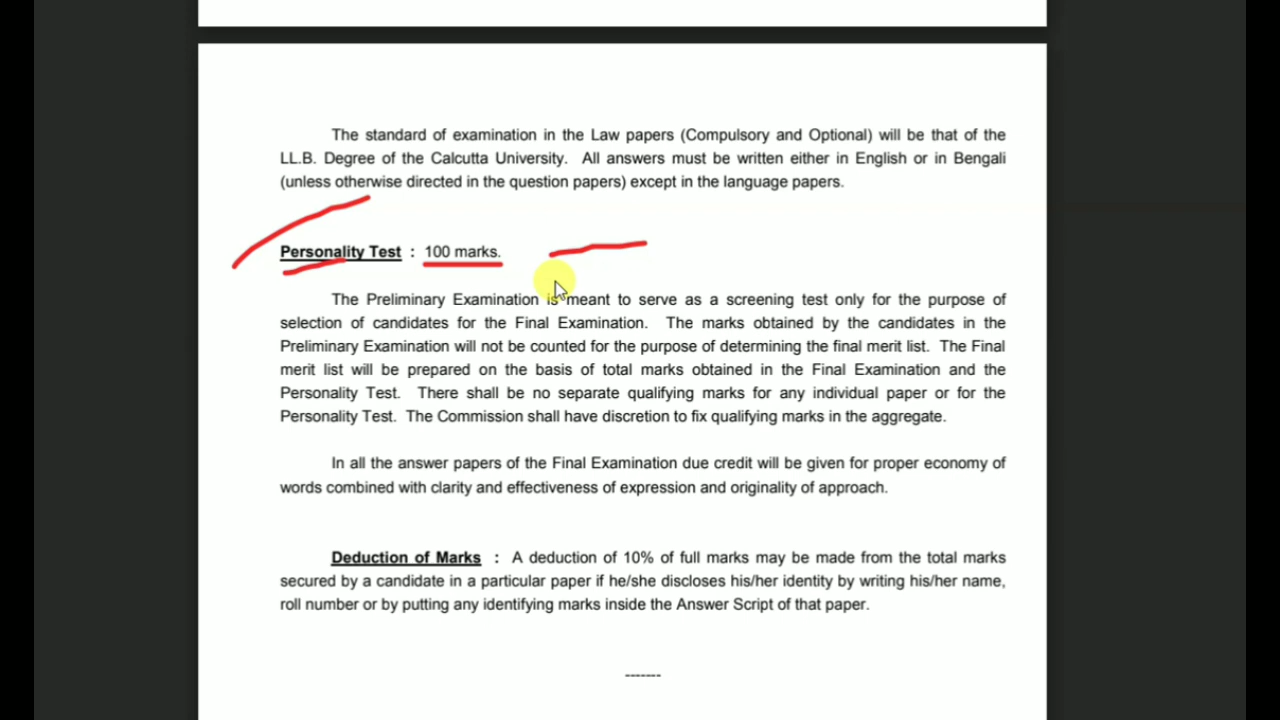 The standard of examination in the Law papers (Compulsory and Optional) will be that of the
LL.B. Degree of the Calcutta University. All answers must be written either in English or in Bengali
(unless otherwise directed in the question papers) except in the language papers.
Personality Test : 100 marks.
The Preliminary Examination is meant to serve as a screening test only for the purpose of
selection of candidates for the Final Examination. The marks obtained by the candidates in the
Preliminary Examination will not be counted for the purpose of determining the final merit list. The Final
merit list will be prepared on the basis of total marks obtained in the Final Examination and the
Personality Test. There shall be no separate qualifying marks for any individual paper or for the
Personality Test. The Commission shall have discretion to fix qualifying marks in the aggregate.
In all the answer papers of the Final Examination due credit will be given for proper economy of
words combined with clarity and effectiveness of expression and originality of approach.
Deduction of Marks : A deduction of 10% of full marks may be made from the total marks
secured by a candidate in a particular paper if he/she discloses his/her identity by writing his/her name,
roll number or by putting any identifying marks inside the Answer Script of that paper.
-------